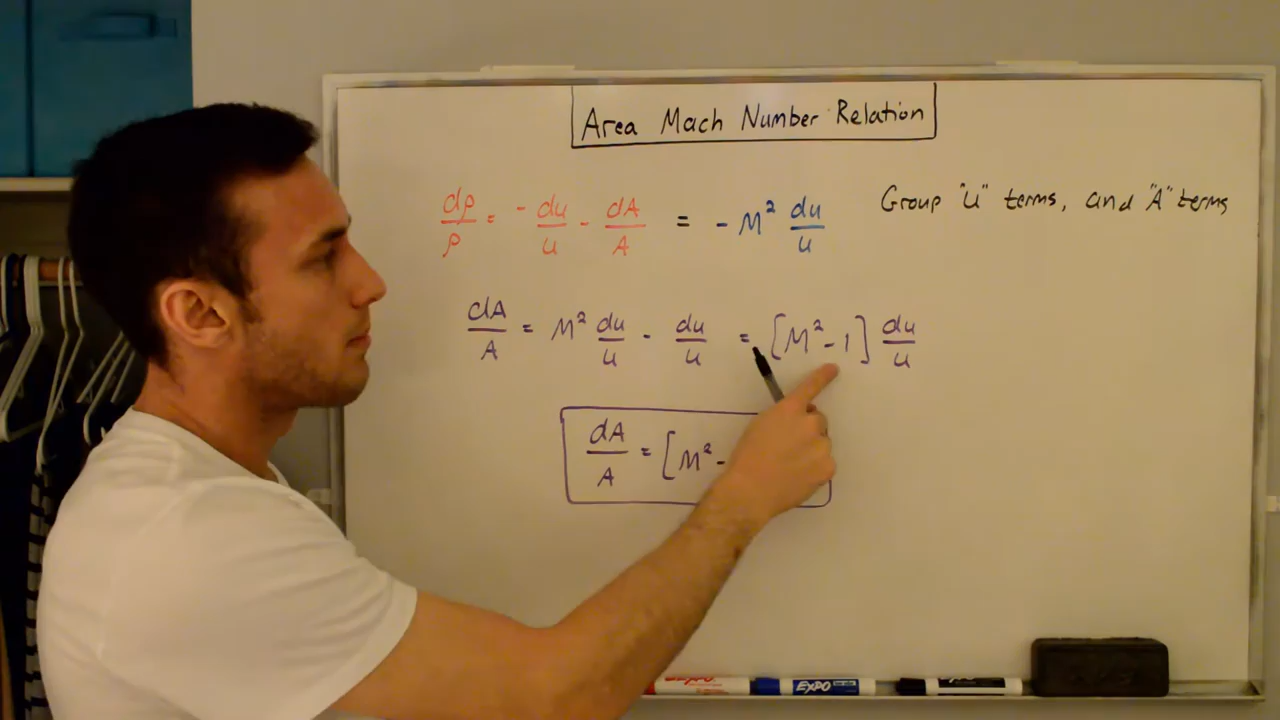 Area Mach Number Relation
dρ/ρ = - du/u - dA/A = - M² du/u
Group "u" terms, and "A" terms
dA/A = M² du/u - du/u = [M² - 1] du/u
dA/A = [M² -
EXPO